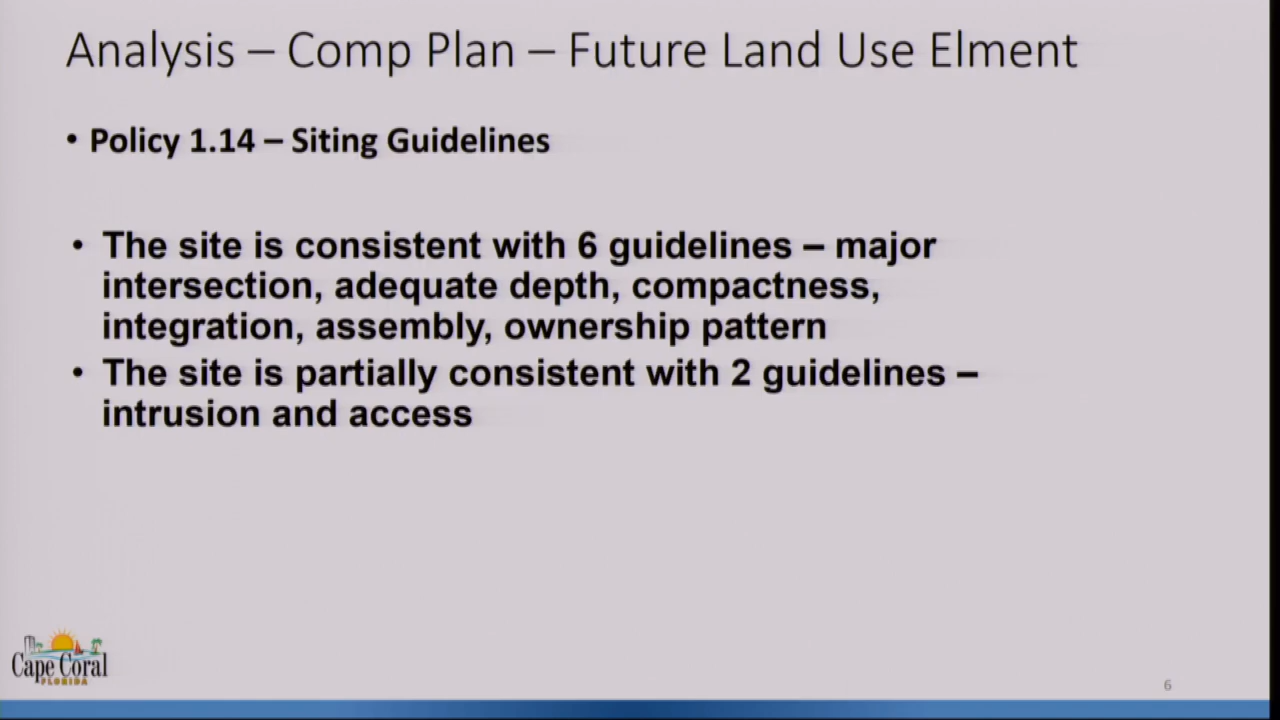 Analysis – Comp Plan – Future Land Use Elment
• Policy 1.14 – Siting Guidelines
• The site is consistent with 6 guidelines – major
intersection, adequate depth, compactness,
integration, assembly, ownership pattern
• The site is partially consistent with 2 guidelines –
intrusion and access
Cape Coral
FLORIDA
6